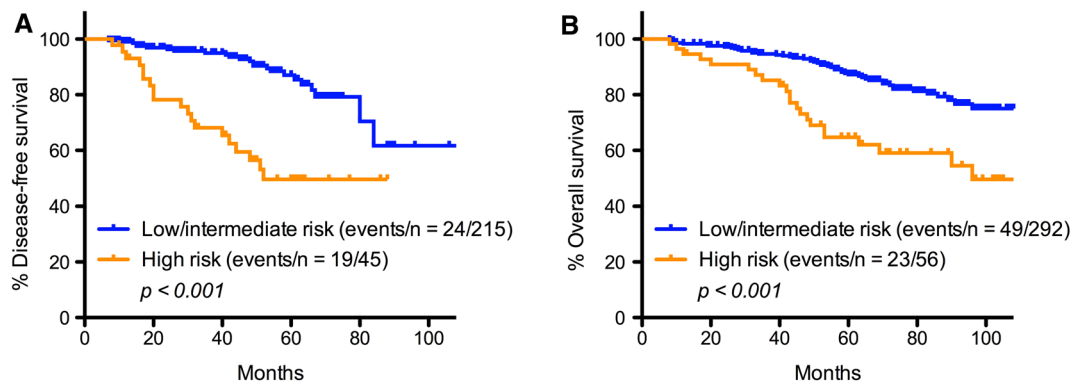 A
% Disease-free survival
100
80
60
40
20
0
Low/intermediate risk (events/n = 24/215)
High risk (events/n = 19/45)
p < 0.001
0 20 40 60 80 100
Months
B
% Overall survival
100
80
60
40
20
0
Low/intermediate risk (events/n = 49/292)
High risk (events/n = 23/56)
p < 0.001
0 20 40 60 80 100
Months